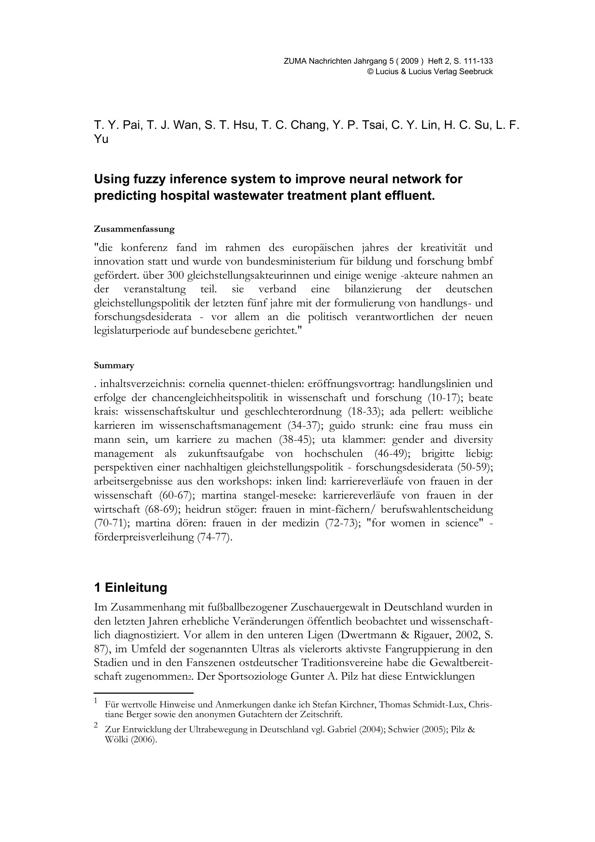 ZUMA Nachrichten Jahrgang 5 ( 2009 ) Heft 2, S. 111-133
© Lucius & Lucius Verlag Seebruck
T. Y. Pai, T. J. Wan, S. T. Hsu, T. C. Chang, Y. P. Tsai, C. Y. Lin, H. C. Su, L. F.
Yu
Using fuzzy inference system to improve neural network for
predicting hospital wastewater treatment plant effluent.
Zusammenfassung
"die konferenz fand im rahmen des europäischen jahres der kreativität und
innovation statt und wurde von bundesministerium für bildung und forschung bmbf
gefördert. über 300 gleichstellungsakteurinnen und einige wenige -akteure nahmen an
der veranstaltung teil. sie verband eine bilanzierung der deutschen
gleichstellungspolitik der letzten fünf jahre mit der formulierung von handlungs- und
forschungsdesiderata - vor allem an die politisch verantwortlichen der neuen
legislaturperiode auf bundesebene gerichtet."
Summary
. inhaltsverzeichnis: cornelia quennet-thielen: eröffnungsvortrag: handlungslinien und
erfolge der chancengleichheitspolitik in wissenschaft und forschung (10-17); beate
krais: wissenschaftskultur und geschlechterordnung (18-33); ada pellert: weibliche
karrieren im wissenschaftsmanagement (34-37); guido strunk: eine frau muss ein
mann sein, um karriere zu machen (38-45); uta klammer: gender and diversity
management als zukunftsaufgabe von hochschulen (46-49); brigitte liebig:
perspektiven einer nachhaltigen gleichstellungspolitik - forschungsdesiderata (50-59);
arbeitsergebnisse aus den workshops: inken lind: karriereverläufe von frauen in der
wissenschaft (60-67); martina stangel-meseke: karriereverläufe von frauen in der
wirtschaft (68-69); heidrun stöger: frauen in mint-fächern/ berufswahlentscheidung
(70-71); martina dören: frauen in der medizin (72-73); "for women in science" -
förderpreisverleihung (74-77).
1 Einleitung
Im Zusammenhang mit fußballbezogener Zuschauergewalt in Deutschland wurden in
den letzten Jahren erhebliche Veränderungen öffentlich beobachtet und wissenschaft-
lich diagnostiziert. Vor allem in den unteren Ligen (Dwertmann & Rigauer, 2002, S.
87), im Umfeld der sogenannten Ultras als vielerorts aktivste Fangruppierung in den
Stadien und in den Fanszenen ostdeutscher Traditionsvereine habe die Gewaltbereit-
schaft zugenommen2. Der Sportsoziologe Gunter A. Pilz hat diese Entwicklungen
1 Für wertvolle Hinweise und Anmerkungen danke ich Stefan Kirchner, Thomas Schmidt-Lux, Chris-
tiane Berger sowie den anonymen Gutachtern der Zeitschrift.
2 Zur Entwicklung der Ultrabewegung in Deutschland vgl. Gabriel (2004); Schwier (2005); Pilz &
Wölki (2006).